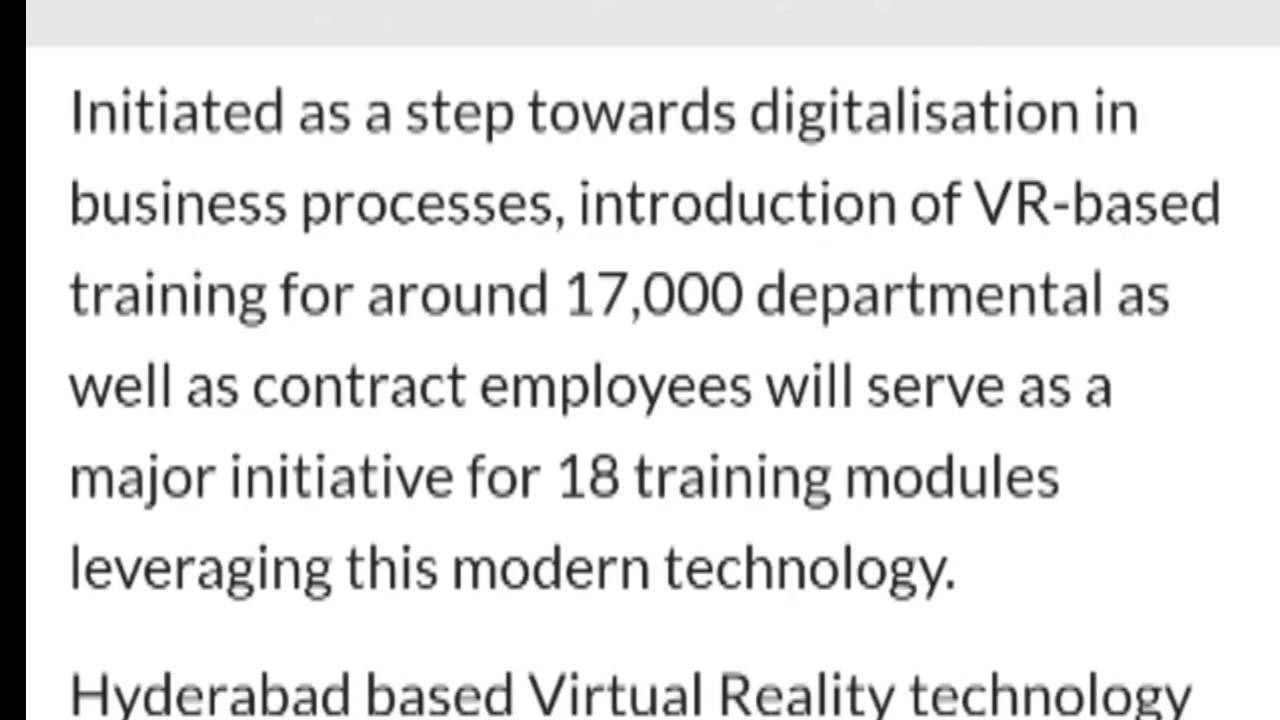 Initiated as a step towards digitalisation in
business processes, introduction of VR-based
training for around 17,000 departmental as
well as contract employees will serve as a
major initiative for 18 training modules
leveraging this modern technology.
Hyderabad based Virtual Reality technology